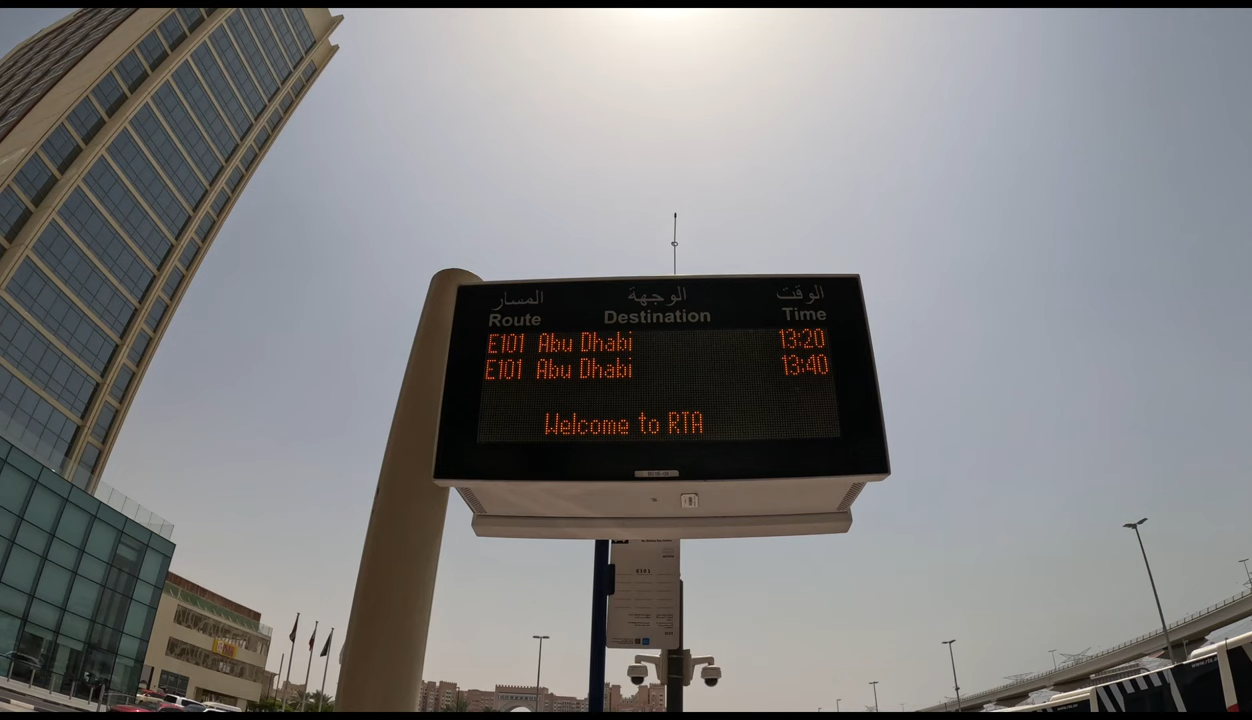 المسار الوجهة الوقت
Route Destination Time
E101 Abu Dhabi 13:20
E101 Abu Dhabi 13:40
Welcome to RTA
E101